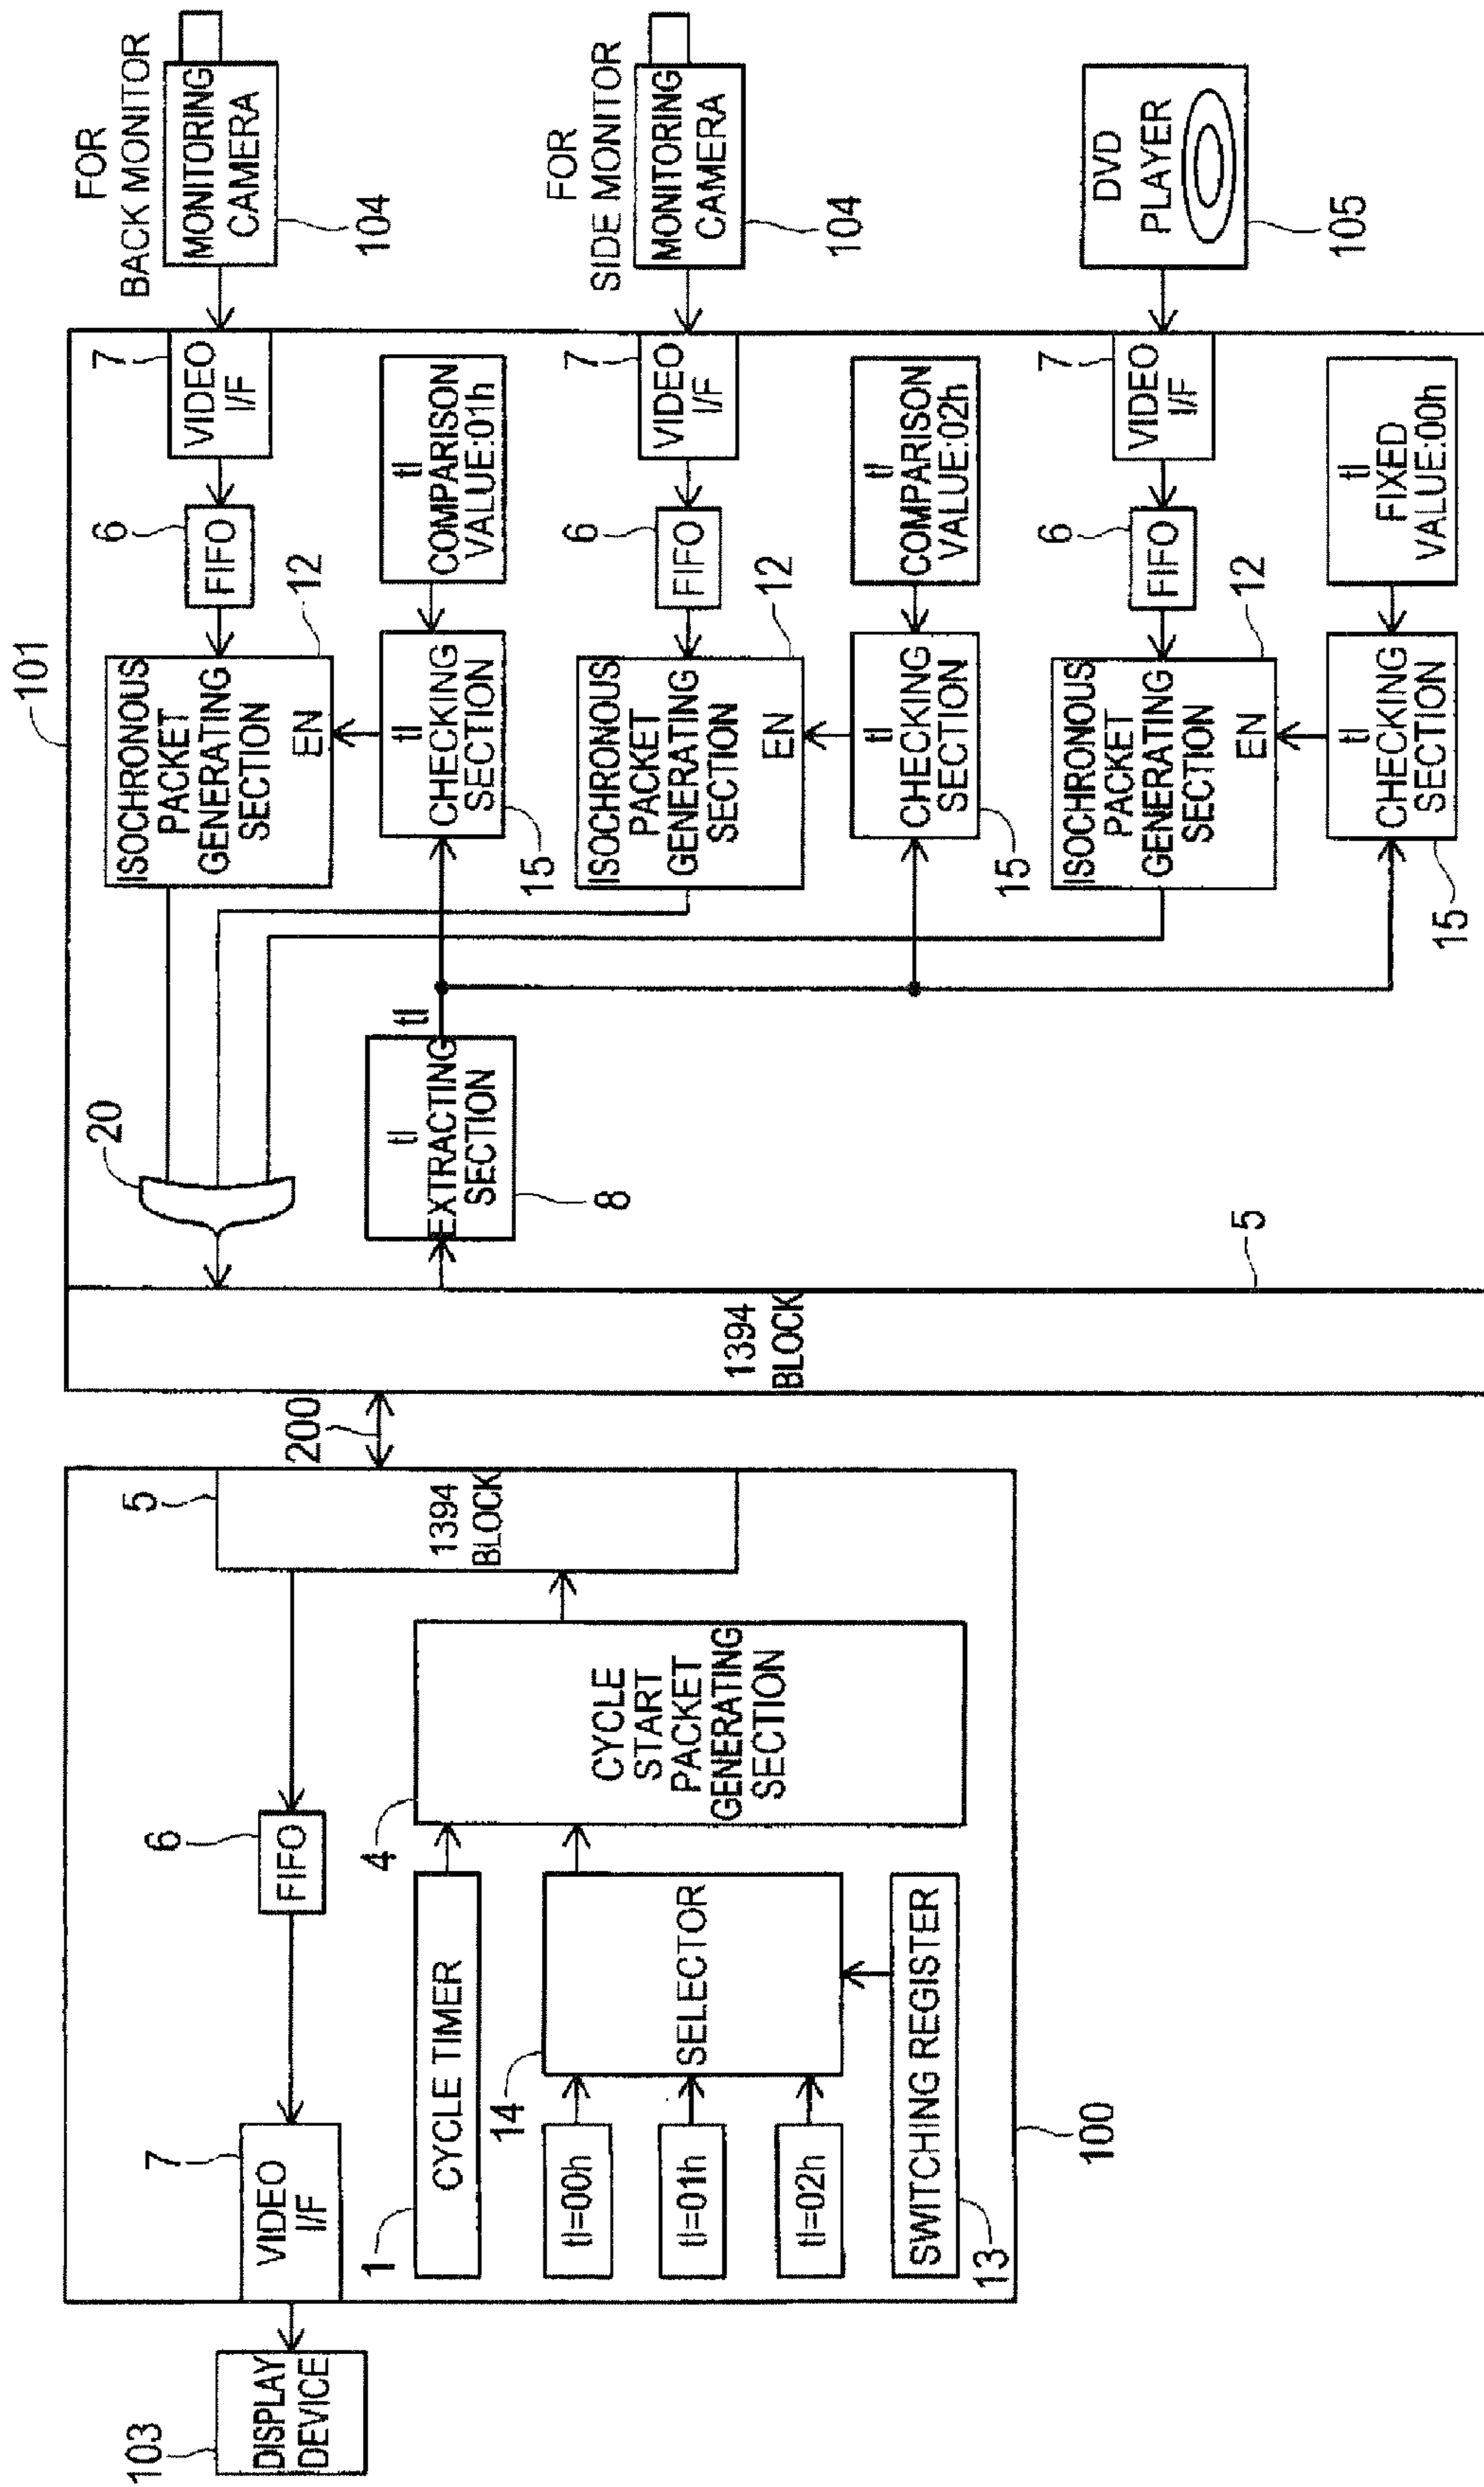 103
DISPLAY
DEVICE
7
VIDEO
I/F
6
FIFO
5
1394
BLOCK
1
CYCLE TIMER
4
CYCLE
START
PACKET
GENERATING
SECTION
14
SELECTOR
tl=00h
tl=01h
tl=02h
SWITCHING REGISTER
13
100
200
101
1394
BLOCK
5
20
tl
EXTRACTING
SECTION
8
tl
ISOCHRONOUS
PACKET
GENERATING
SECTION
EN
12
6
FIFO
7
VIDEO
I/F
FOR
BACK MONITOR
MONITORING
CAMERA
104
tl
CHECKING
SECTION
15
tl
COMPARISON
VALUE:01h
ISOCHRONOUS
PACKET
GENERATING
SECTION
EN
12
6
FIFO
7
VIDEO
I/F
FOR
SIDE MONITOR
MONITORING
CAMERA
104
tl
CHECKING
SECTION
15
tl
COMPARISON
VALUE:02h
ISOCHRONOUS
PACKET
GENERATING
SECTION
EN
12
6
FIFO
7
VIDEO
I/F
DVD
PLAYER
105
tl
CHECKING
SECTION
15
tl
FIXED
VALUE:00h